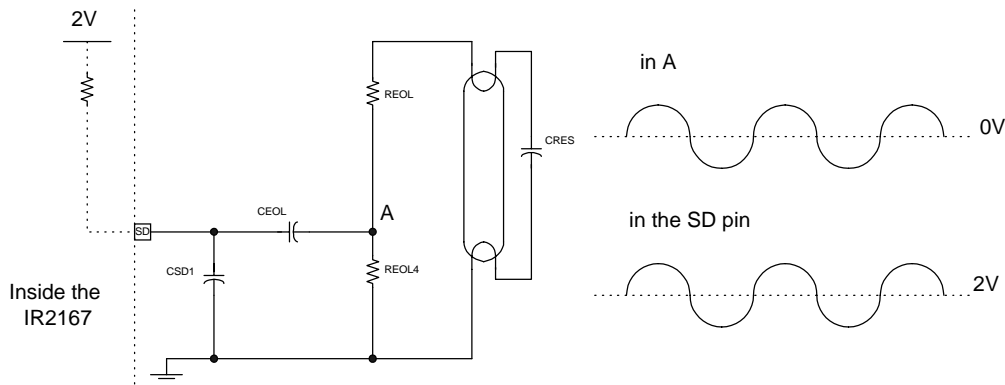 2V
REOL
in A
0V
CRES
CEOL
A
SD
in the SD pin
CSD1
REOL4
2V
Inside the
IR2167